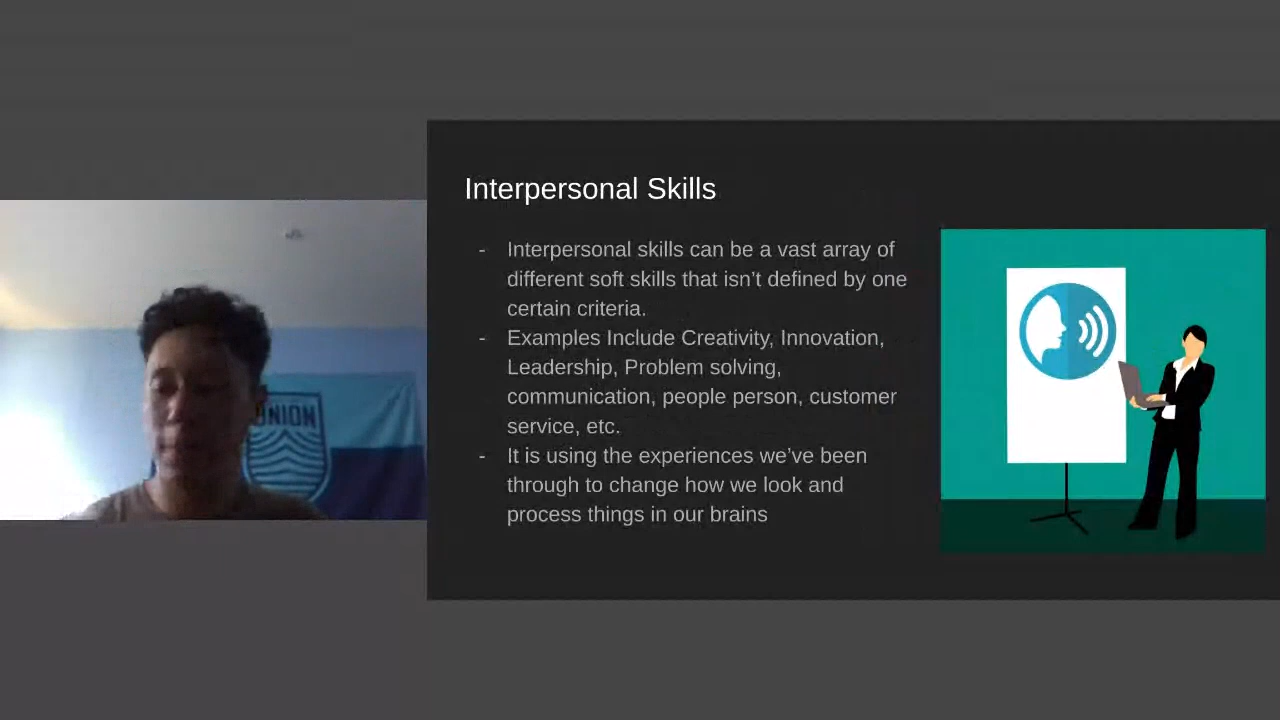 Interpersonal Skills
- Interpersonal skills can be a vast array of
different soft skills that isn't defined by one
certain criteria.
- Examples Include Creativity, Innovation,
Leadership, Problem solving,
communication, people person, customer
service, etc.
- It is using the experiences we've been
through to change how we look and
process things in our brains
UNION